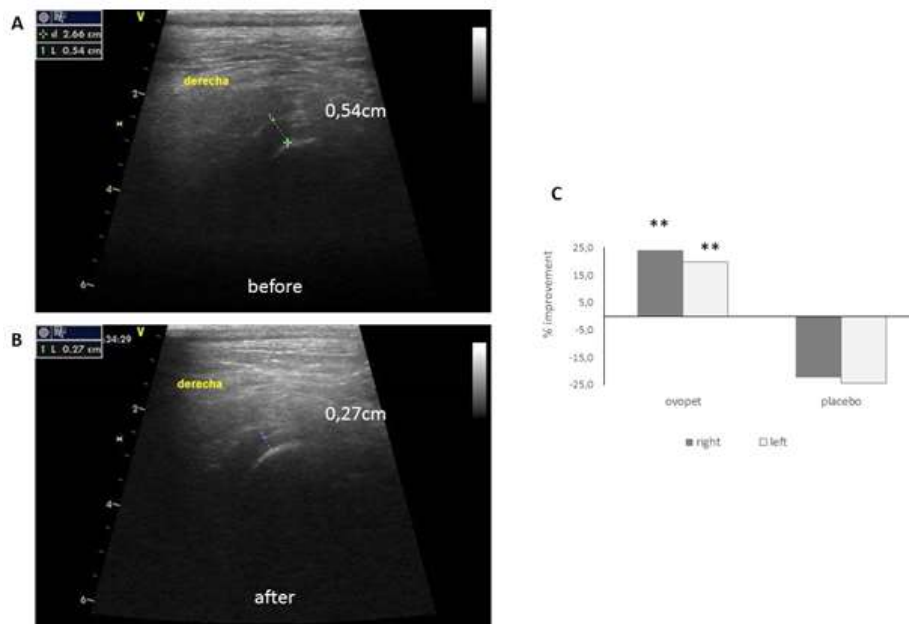 A
V
d 2.66 cm
1 L 0.54 cm
derecha
2
0,54cm
4
6
before
B
V
34:29
1 L 0.27 cm
derecha
2
0,27cm
4
6
after
C
** **
25,0
15,0
5,0
-5,0
-15,0
-25,0
% improvement
ovopet placebo
right left